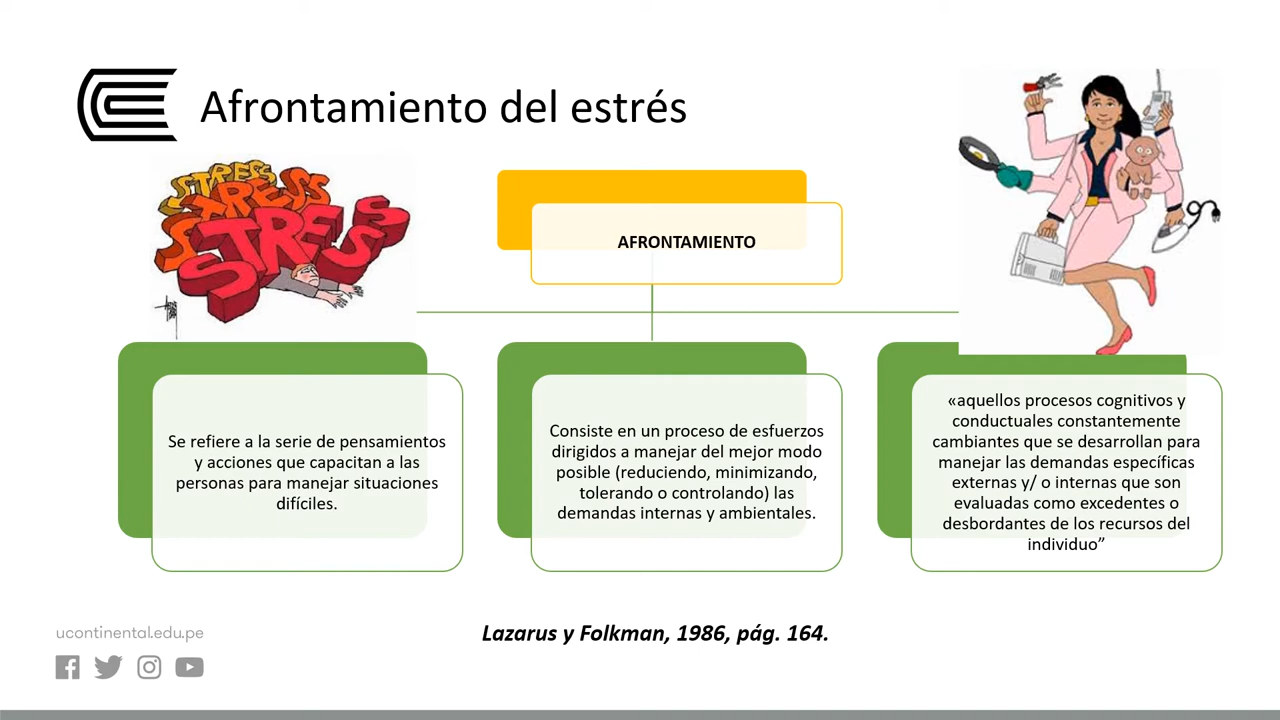 Afrontamiento del estrés
STRESS
STRESS
STRESS
AFRONTAMIENTO
Se refiere a la serie de pensamientos
y acciones que capacitan a las
personas para manejar situaciones
difíciles.
Consiste en un proceso de esfuerzos
dirigidos a manejar del mejor modo
posible (reduciendo, minimizando,
tolerando o controlando) las
demandas internas y ambientales.
«aquellos procesos cognitivos y
conductuales constantemente
cambiantes que se desarrollan para
manejar las demandas específicas
externas y/ o internas que son
evaluadas como excedentes o
desbordantes de los recursos del
individuo”
Lazarus y Folkman, 1986, pág. 164.
ucontinental.edu.pe